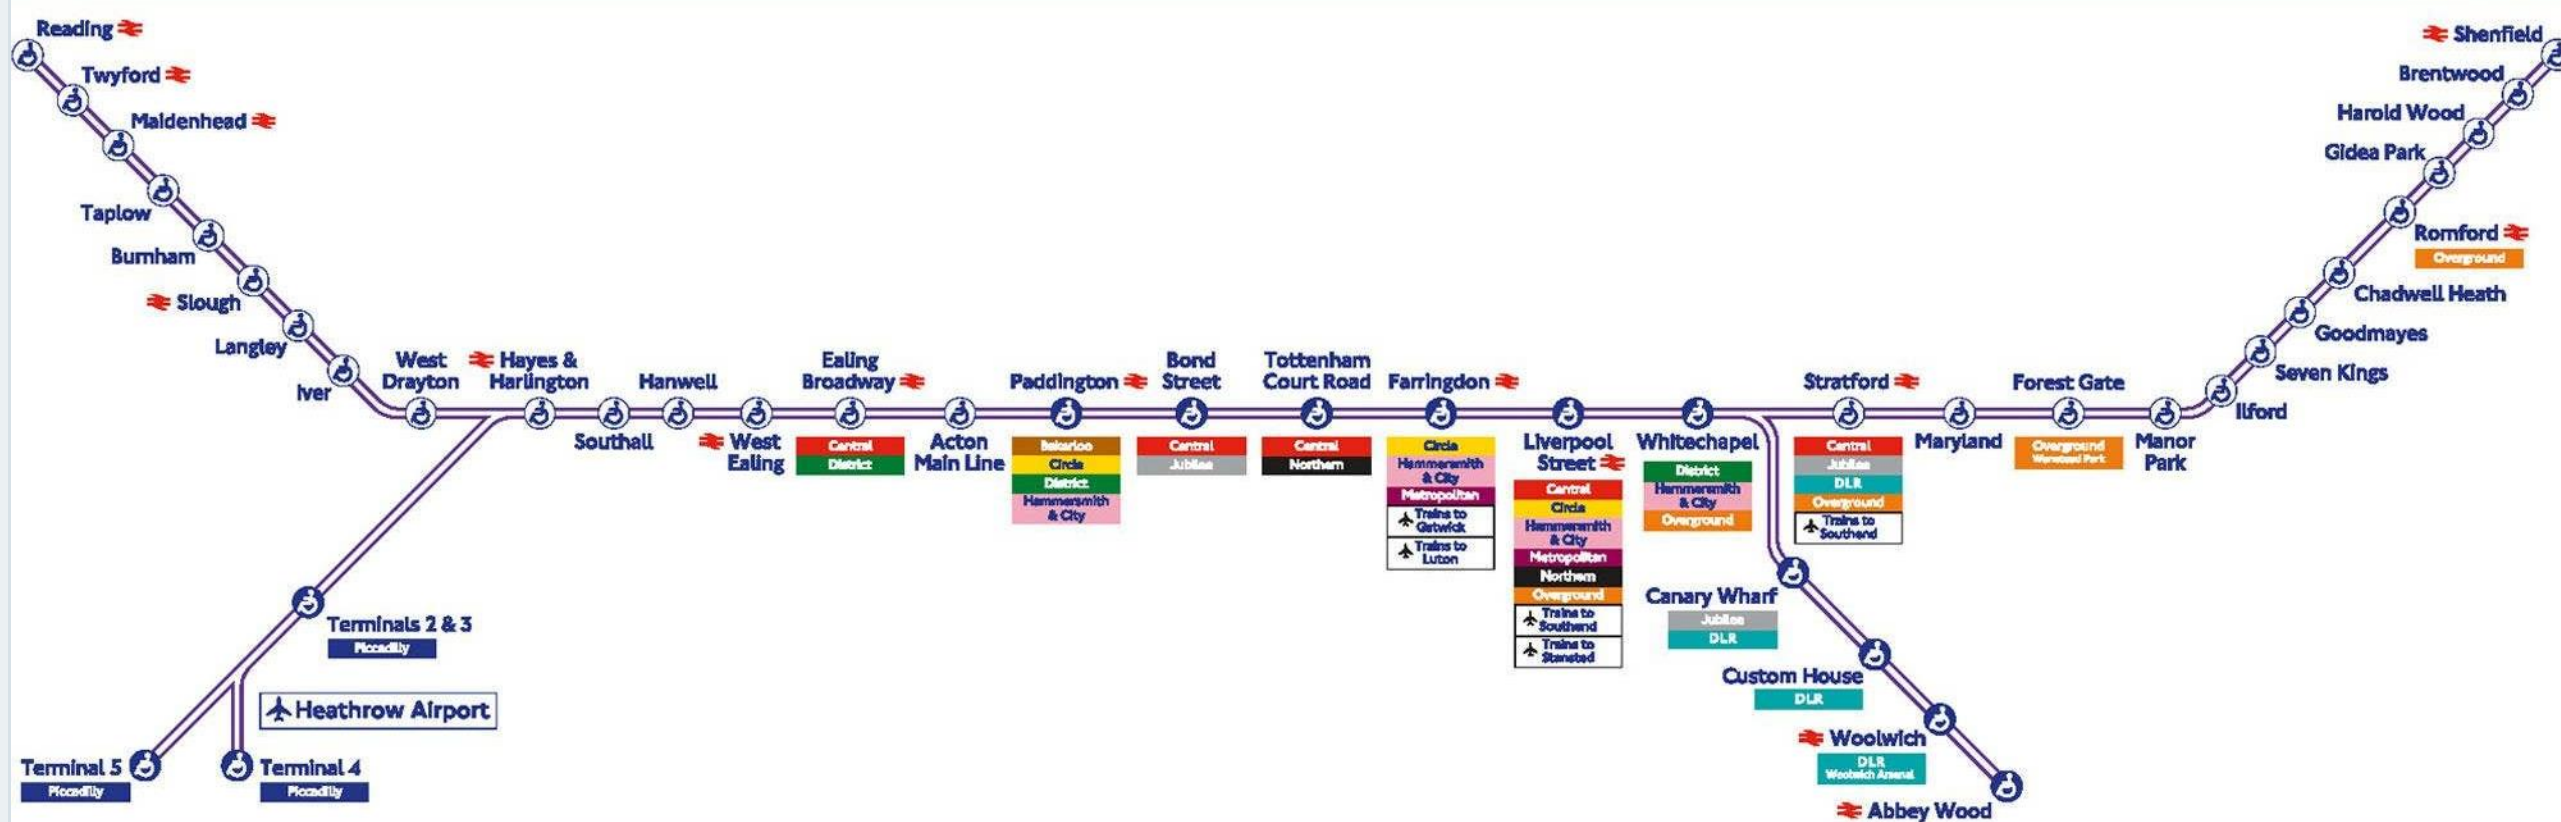 Reading
Twyford
Maidenhead
Taplow
Burnham
Slough
Langley
Iver
West
Drayton
Hayes &
Harlington
Southall
Hanwell
West
Ealing
Ealing
Broadway
Central
District
Acton
Main Line
Paddington
Bakerloo
Circle
District
Hammersmith
& City
Bond
Street
Central
Jubilee
Tottenham
Court Road
Central
Northern
Farringdon
Circle
Hammersmith
& City
Metropolitan
Trains to
Gatwick
Trains to
Luton
Liverpool
Street
Central
Circle
Hammersmith
& City
Metropolitan
Northern
Overground
Trains to
Southend
Trains to
Stansted
Whitechapel
District
Hammersmith
& City
Overground
Stratford
Central
Jubilee
DLR
Overground
Trains to
Southend
Maryland
Forest Gate
Overground
Wanstead Park
Manor
Park
Ilford
Seven Kings
Goodmayes
Chadwell Heath
Romford
Overground
Gidea Park
Harold Wood
Brentwood
Shenfield
Canary Wharf
Jubilee
DLR
Custom House
DLR
Woolwich
DLR
Woolwich Arsenal
Abbey Wood
Terminals 2 & 3
Piccadilly
Heathrow Airport
Terminal 5
Piccadilly
Terminal 4
Piccadilly